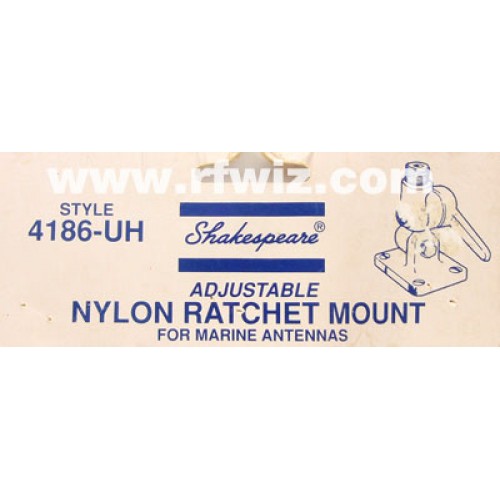 www.rfwiz.com
STYLE
4186-UH
Shakespeare®
ADJUSTABLE
NYLON RATCHET MOUNT
FOR MARINE ANTENNAS